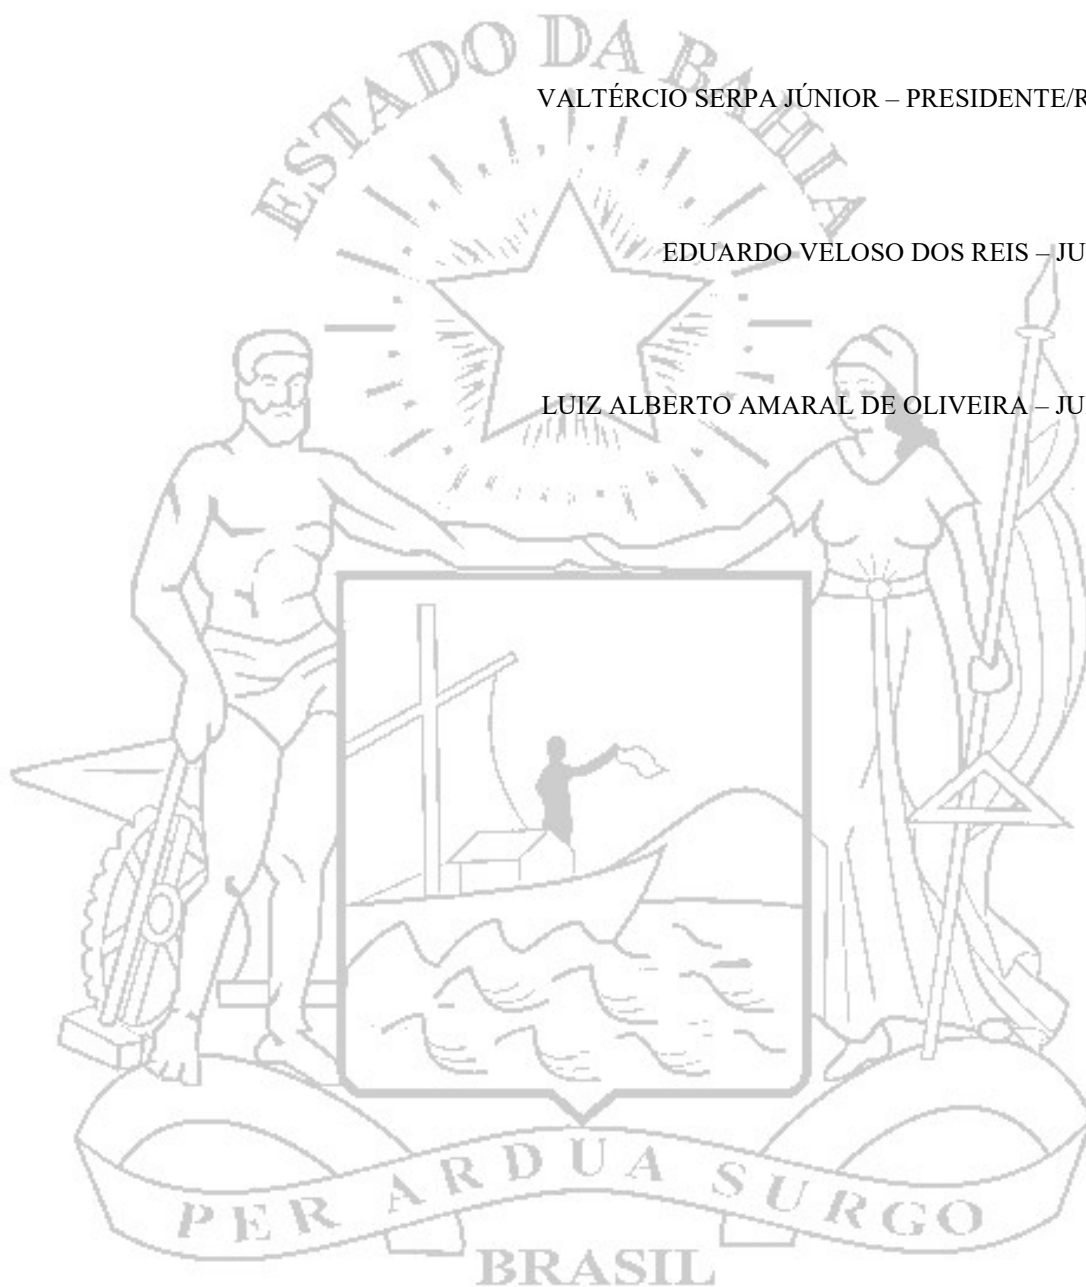 ESTADO DA BAHIA
VALTÉRCIO SERPA JÚNIOR – PRESIDENTE/R
EDUARDO VELOSO DOS REIS – JU
LUIZ ALBERTO AMARAL DE OLIVEIRA – JU
PER ARDUA SURGO
BRASIL